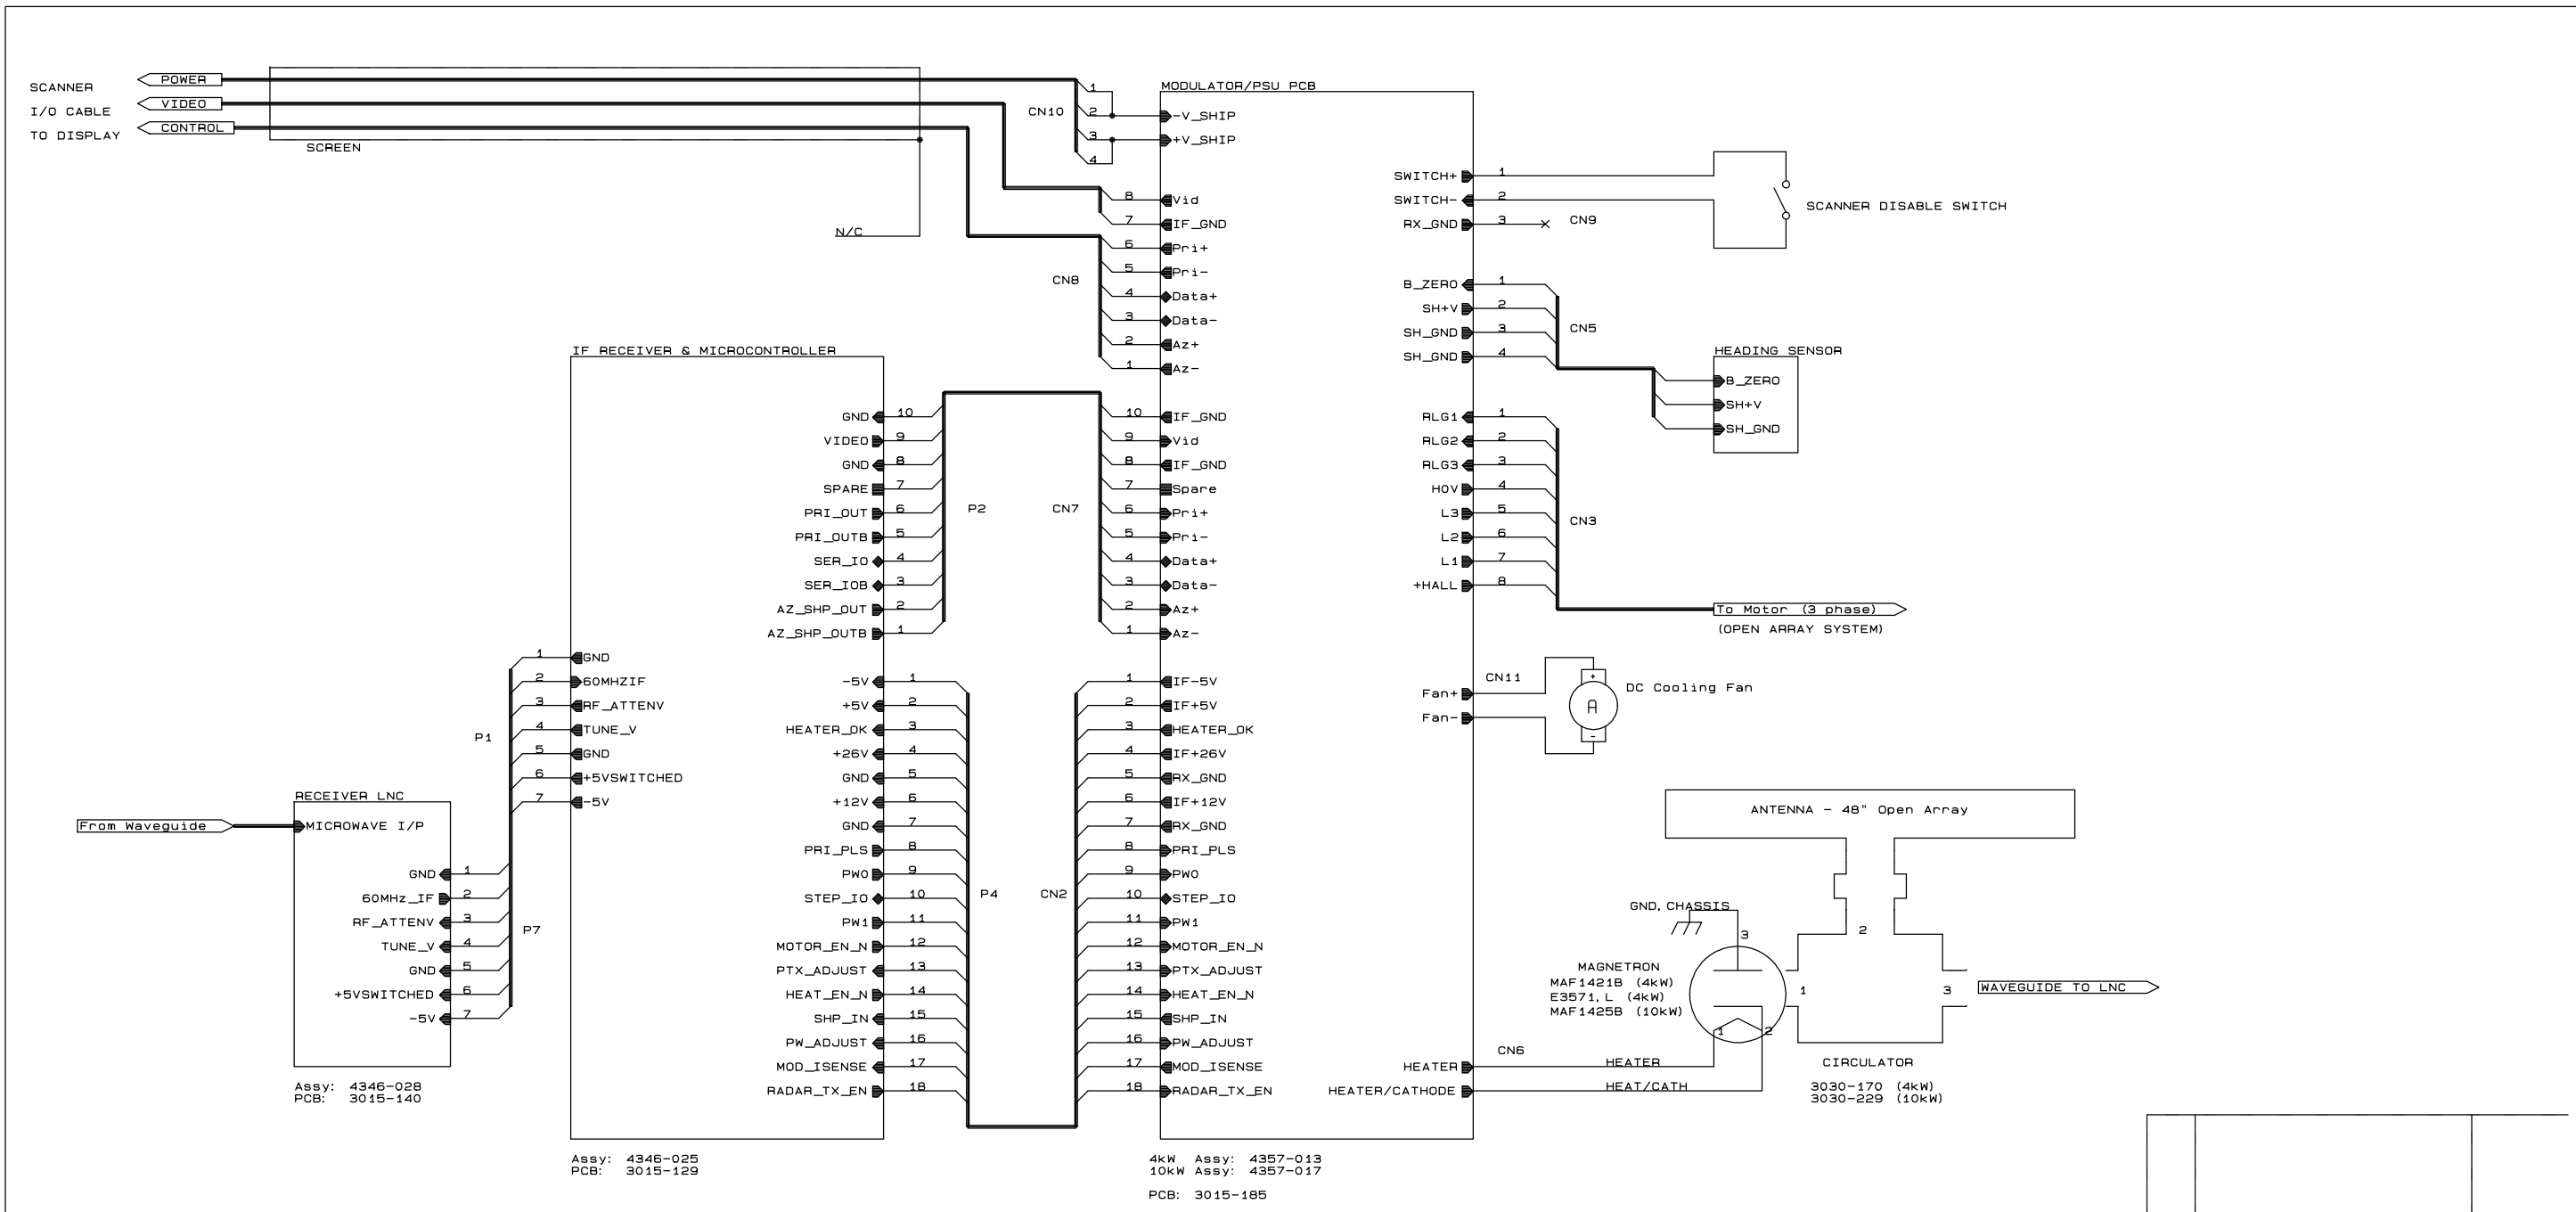 SCANNER
I/O CABLE
TO DISPLAY
POWER
VIDEO
CONTROL
SCREEN
N/C
CN10
1
2
3
4
CN8
8
7
6
5
4
3
2
1
MODULATOR/PSU PCB
-V_SHIP
+V_SHIP
Vid
IF_GND
Pri+
Pri-
Data+
Data-
Az+
Az-
IF_GND
Vid
IF_GND
Spare
Pri+
Pri-
Data+
Data-
Az+
Az-
IF-5V
IF+5V
HEATER_OK
IF+26V
RX_GND
IF+12V
RX_GND
PRI_PLS
PW0
STEP_IO
PW1
MOTOR_EN_N
PTX_ADJUST
HEAT_EN_N
SHP_IN
PW_ADJUST
MOD_ISENSE
RADAR_TX_EN
SWITCH+ 1
SWITCH- 2
RX_GND 3
CN9
SCANNER DISABLE SWITCH
B_ZERO 1
SH+V 2
SH_GND 3
SH_GND 4
CN5
HEADING SENSOR
B_ZERO
SH+V
SH_GND
RLG1 1
RLG2 2
RLG3 3
HOV 4
L3 5
L2 6
L1 7
+HALL 8
CN3
To Motor (3 phase)
(OPEN ARRAY SYSTEM)
Fan+
Fan-
CN11
+
A
-
DC Cooling Fan
HEATER
HEATER/CATHODE
CN6
HEATER
HEAT/CATH
ANTENNA - 48" Open Array
GND, CHASSIS
3
1
2
MAGNETRON
MAF1421B (4kW)
E3571, L (4kW)
MAF1425B (10kW)
1
2
3
WAVEGUIDE TO LNC
CIRCULATOR
3030-170 (4kW)
3030-229 (10kW)
IF RECEIVER & MICROCONTROLLER
GND 10
VIDEO 9
GND 8
SPARE 7
PRI_OUT 6
PRI_OUTB 5
SER_IO 4
SER_IOB 3
AZ_SHP_OUT 2
AZ_SHP_OUTB 1
P2
CN7
10
9
8
7
6
5
4
3
2
1
-5V 1
+5V 2
HEATER_OK 3
+26V 4
GND 5
+12V 6
GND 7
PRI_PLS 8
PW0 9
STEP_IO 10
PW1 11
MOTOR_EN_N 12
PTX_ADJUST 13
HEAT_EN_N 14
SHP_IN 15
PW_ADJUST 16
MOD_ISENSE 17
RADAR_TX_EN 18
P4
CN2
1
2
3
4
5
6
7
8
9
10
11
12
13
14
15
16
17
18
1 GND
2 60MHZIF
3 RF_ATTENV
4 TUNE_V
5 GND
6 +5VSWITCHED
7 -5V
P1
P7
RECEIVER LNC
From Waveguide
MICROWAVE I/P
GND 1
60MHz_IF 2
RF_ATTENV 3
TUNE_V 4
GND 5
+5VSWITCHED 6
-5V 7
Assy: 4346-028
PCB: 3015-140
Assy: 4346-025
PCB: 3015-129
4kW Assy: 4357-013
10kW Assy: 4357-017
PCB: 3015-185